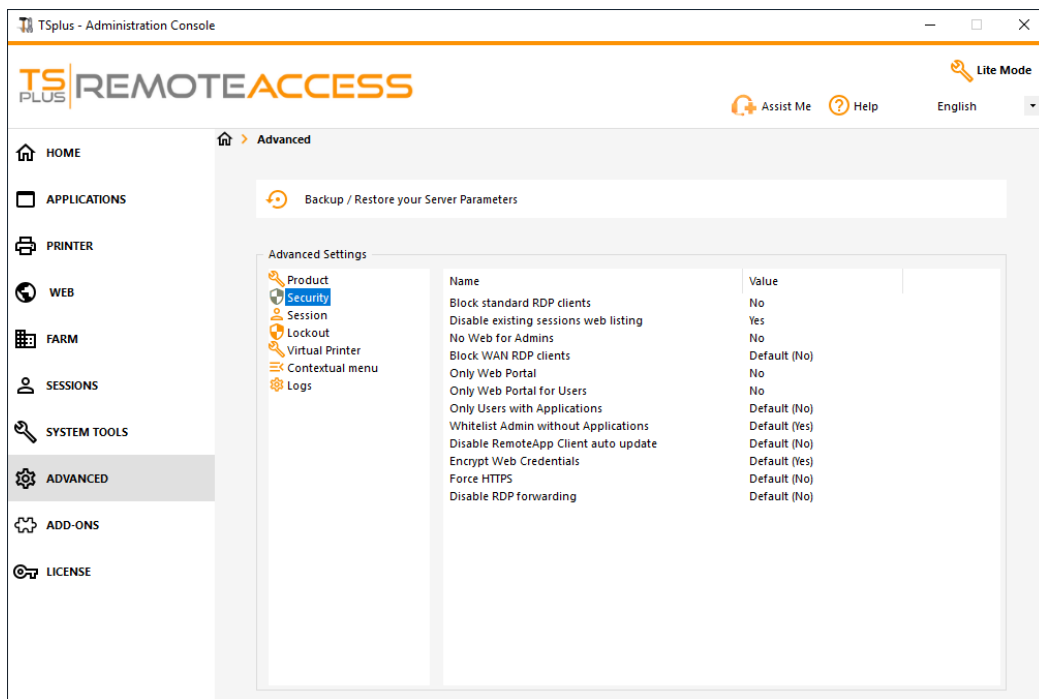 TSplus - Administration Console
TS PLUS REMOTEACCESS
Lite Mode
Assist Me
Help
English
HOME
APPLICATIONS
PRINTER
WEB
FARM
SESSIONS
SYSTEM TOOLS
ADVANCED
ADD-ONS
LICENSE
Advanced
Backup / Restore your Server Parameters
Advanced Settings
Product
Security
Session
Lockout
Virtual Printer
Contextual menu
Logs
Name Value
Block standard RDP clients No
Disable existing sessions web listing Yes
No Web for Admins No
Block WAN RDP clients Default (No)
Only Web Portal No
Only Web Portal for Users No
Only Users with Applications Default (No)
Whitelist Admin without Applications Default (Yes)
Disable RemoteApp Client auto update Default (No)
Encrypt Web Credentials Default (Yes)
Force HTTPS Default (No)
Disable RDP forwarding Default (No)